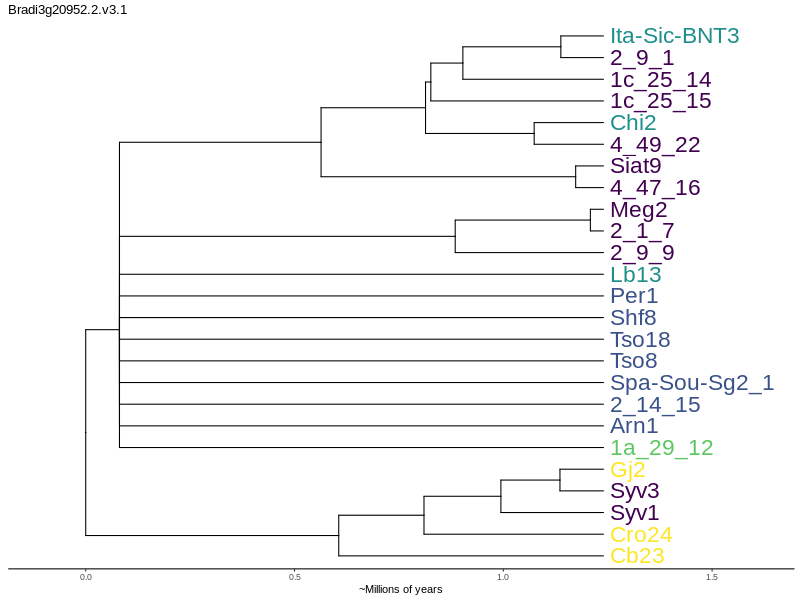 Bradi3g20952.2.v3.1
Ita-Sic-BNT3
2_9_1
1c_25_14
1c_25_15
Chi2
4_49_22
Siat9
4_47_16
Meg2
2_1_7
2_9_9
Lb13
Per1
Shf8
Tso18
Tso8
Spa-Sou-Sg2_1
2_14_15
Arn1
1a_29_12
Gj2
Syv3
Syv1
Cro24
Cb23
0.0 0.5 1.0 1.5
~Millions of years